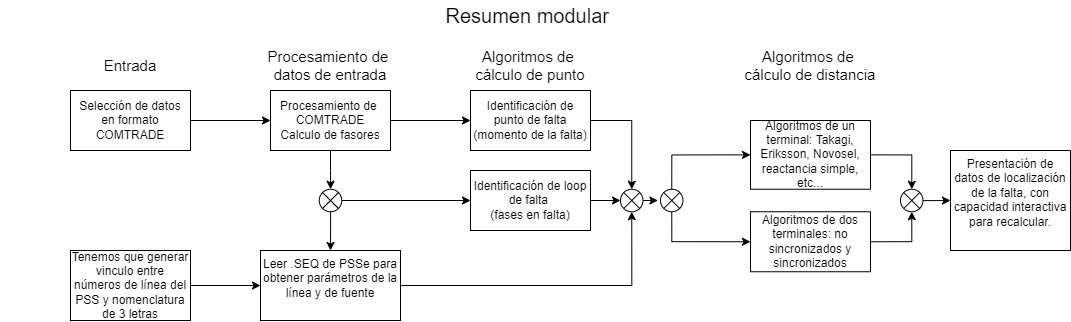 Resumen modular
Entrada
Procesamiento de
datos de entrada
Algoritmos de
cálculo de punto
Algoritmos de
cálculo de distancia
Selección de datos
en formato
COMTRADE
Procesamiento de
COMTRADE
Calculo de fasores
Identificación de
punto de falta
(momento de la falta)
Identificación de loop
de falta
(fases en falta)
Algoritmos de un
terminal: Takagi,
Eriksson, Novosel,
reactancia simple,
etc...
Algoritmos de dos
terminales: no
sincronizados y
sincronizados
Presentación de
datos de localización
de la falta, con
capacidad interactiva
para recalcular.
Tenemos que generar
vinculo entre
números de línea del
PSS y nomenclatura
de 3 letras
Leer .SEQ de PSSe para
obtener parámetros de la
línea y de fuente